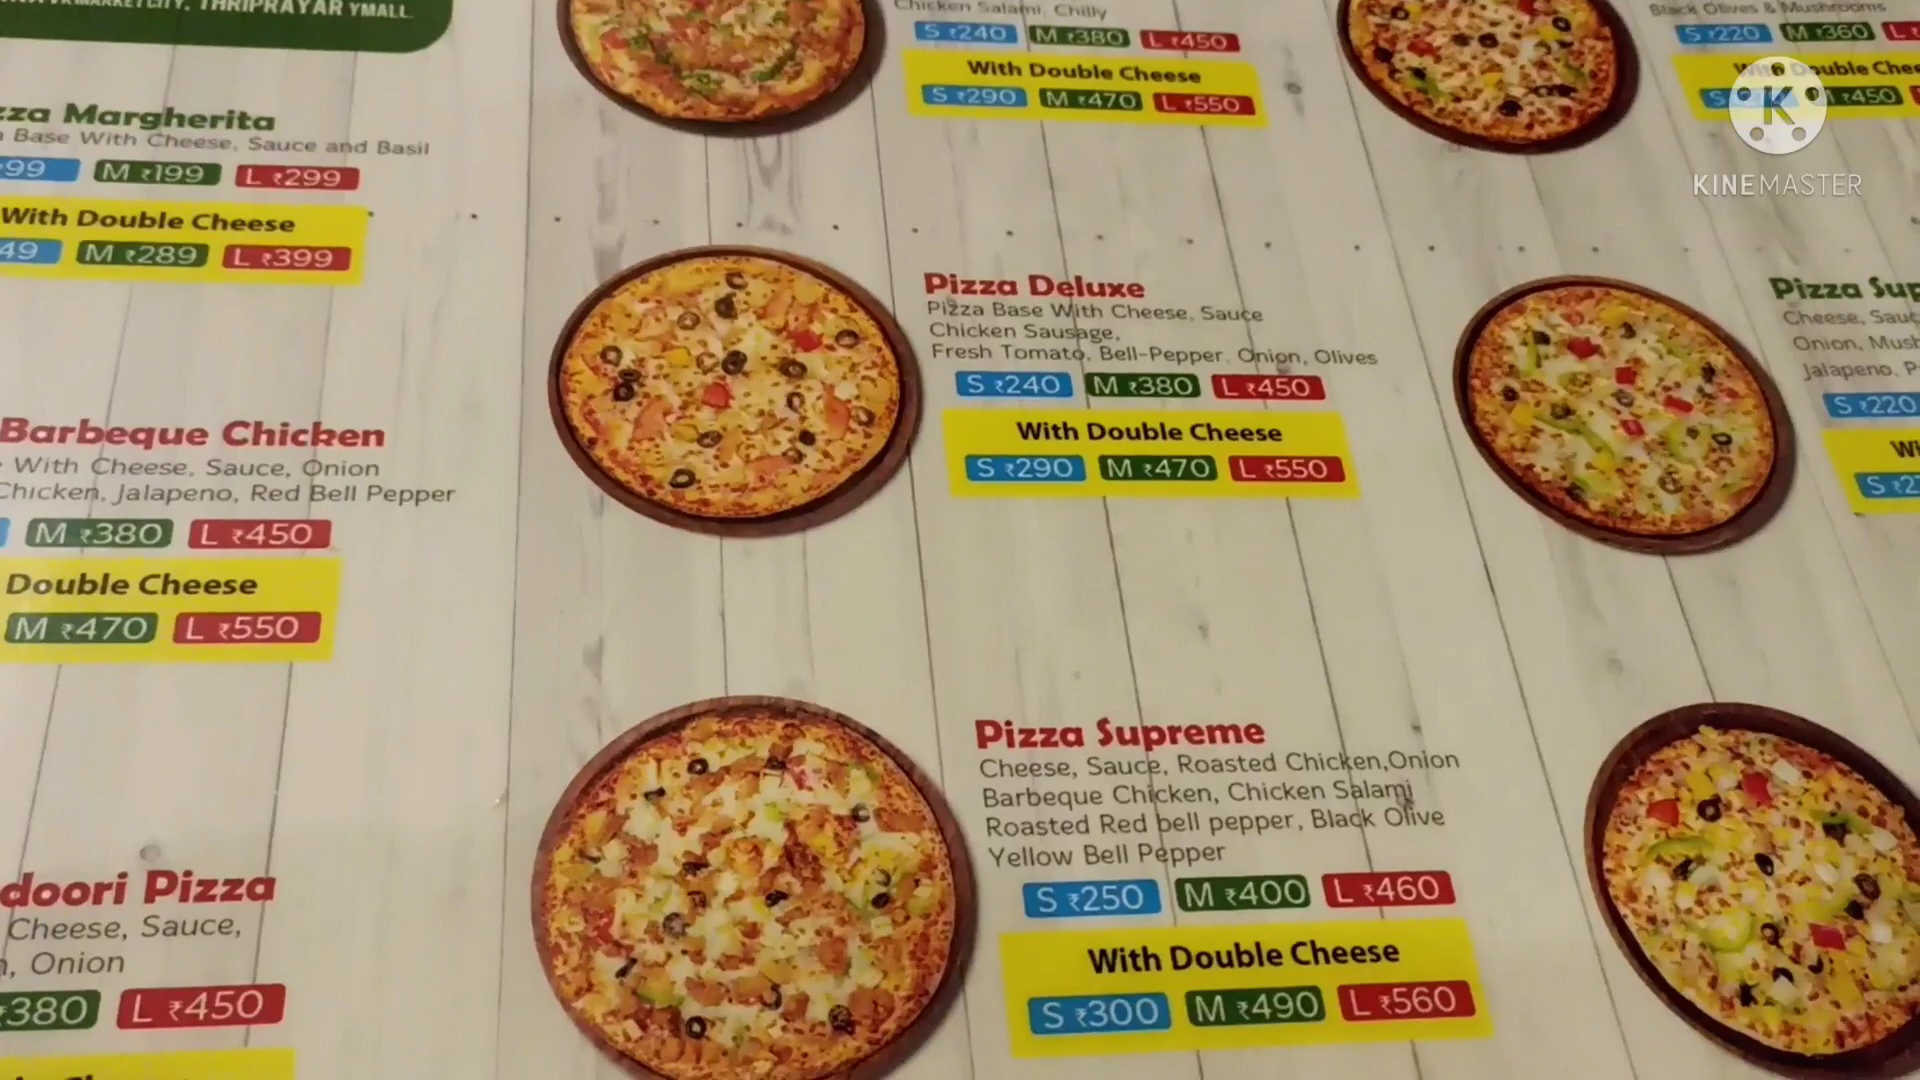 THRIPRAYAR YMALL.
zza Margherita
Base With Cheese, Sauce and Basil
₹99 M ₹199 L ₹299
With Double Cheese
49 M ₹289 L ₹399
Barbeque Chicken
With Cheese, Sauce, Onion
Chicken, Jalapeno, Red Bell Pepper
M ₹380 L ₹450
Double Cheese
M ₹470 L ₹550
doori Pizza
Cheese, Sauce,
Onion
₹380 L ₹450
Chicken Salami, Chilly
S ₹240 M ₹380 L ₹450
With Double Cheese
S ₹290 M ₹470 L ₹550
Pizza Deluxe
Pizza Base With Cheese, Sauce
Chicken Sausage,
Fresh Tomato, Bell-Pepper, Onion, Olives
S ₹240 M ₹380 L ₹450
With Double Cheese
S ₹290 M ₹470 L ₹550
Pizza Supreme
Cheese, Sauce, Roasted Chicken,Onion
Barbeque Chicken, Chicken Salami
Roasted Red bell pepper, Black Olive
Yellow Bell Pepper
S ₹250 M ₹400 L ₹460
With Double Cheese
S ₹300 M ₹490 L ₹560
Black Olives & Mushrooms
S ₹220 M ₹360 L
With Double Chee
M ₹450
K
KINEMASTER
Pizza Sup
Cheese, Sauc
Onion, Mush
Jalapeno, P
S ₹220
Wi
S ₹27